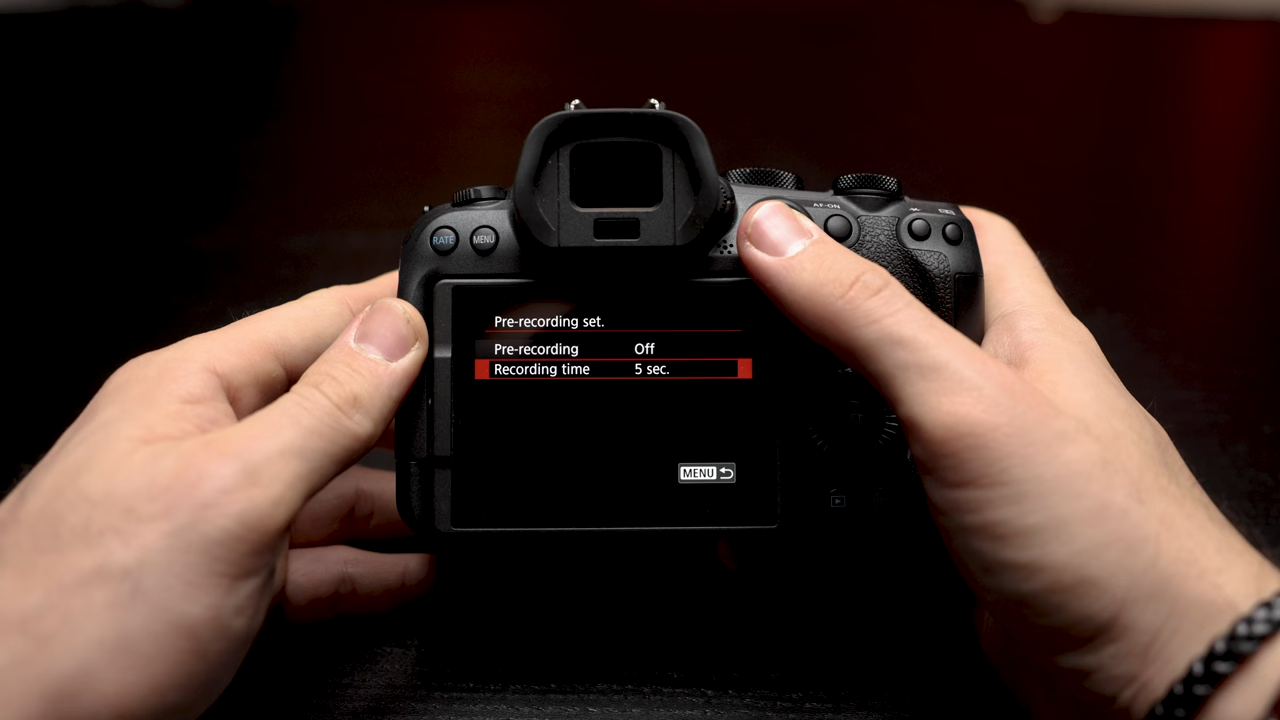 AF-ON
RATE MENU
Pre-recording set.
Pre-recording Off
Recording time 5 sec.
MENU